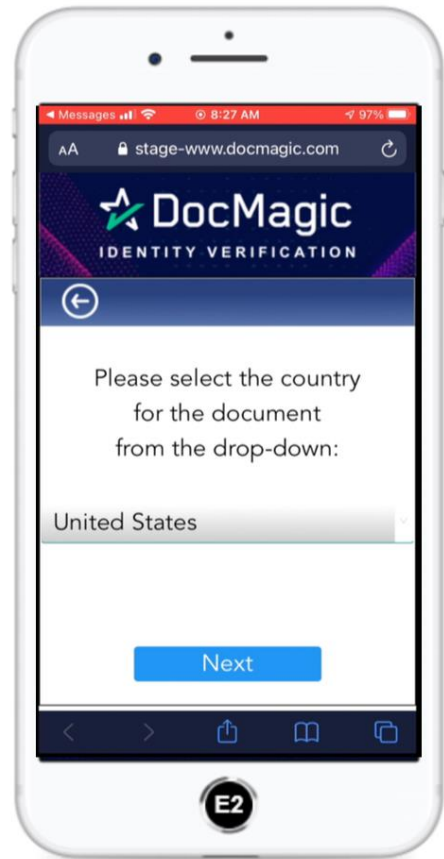 Messages 8:27 AM 97%
AA stage-www.docmagic.com
DocMagic
IDENTITY VERIFICATION
Please select the country
for the document
from the drop-down:
United States
Next
E2